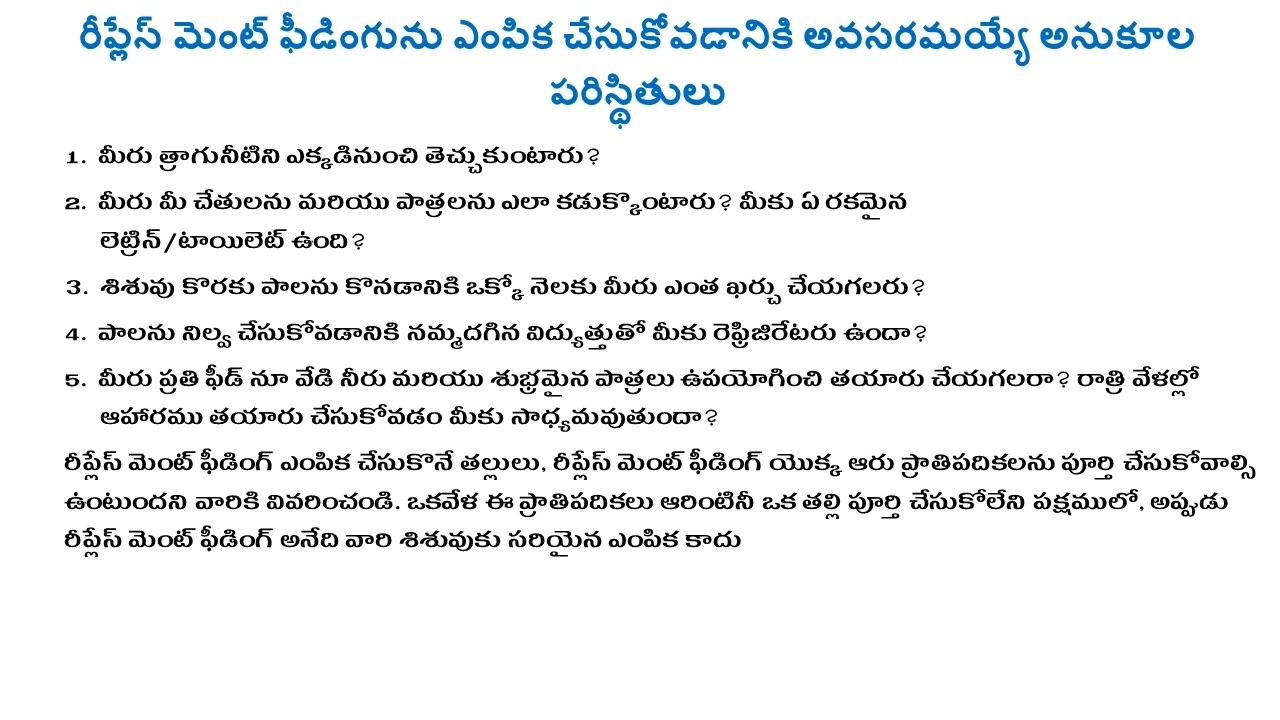 రీప్లేస్ మెంట్ ఫీడింగును ఎంపిక చేసుకోవడానికి అవసరమయ్యే అనుకూల
పరిస్థితులు
1. మీరు త్రాగునీటిని ఎక్కడినుంచి తెచ్చుకుంటారు?
2. మీరు మీ చేతులను మరియు పాత్రలను ఎలా కడుక్కొంటారు? మీకు ఏ రకమైన
లెట్రిన్/టాయిలెట్ ఉంది?
3. శిశువు కొరకు పాలను కొనడానికి ఒక్కో నెలకు మీరు ఎంత ఖర్చు చేయగలరు?
4. పాలను నిల్వ చేసుకోవడానికి నమ్మదగిన విద్యుత్తుతో మీకు రెఫ్రిజిరేటరు ఉందా?
5. మీరు ప్రతి ఫీడ్ నూ వేడి నీరు మరియు శుభ్రమైన పాత్రలు ఉపయోగించి తయారు చేయగలరా? రాత్రి వేళల్లో
ఆహారము తయారు చేసుకోవడం మీకు సాధ్యమవుతుందా?
రీప్లేస్ మెంట్ ఫీడింగ్ ఎంపిక చేసుకొనే తల్లులు, రీప్లేస్ మెంట్ ఫీడింగ్ యొక్క ఆరు ప్రాతిపదికలను పూర్తి చేసుకోవాల్సి
ఉంటుందని వారికి వివరించండి. ఒకవేళ ఈ ప్రాతిపదికలు ఆరింటినీ ఒక తల్లి పూర్తి చేసుకోలేని పక్షములో, అప్పుడు
రీప్లేస్ మెంట్ ఫీడింగ్ అనేది వారి శిశువుకు సరియైన ఎంపిక కాదు